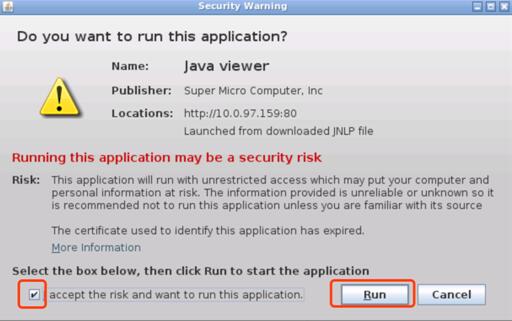 Security Warning
Do you want to run this application?
Name: Java viewer
Publisher: Super Micro Computer, Inc
Locations: http://10.0.97.159:80
Launched from downloaded JNLP file
Running this application may be a security risk
Risk: This application will run with unrestricted access which may put your computer and
personal information at risk. The information provided is unreliable or unknown so it
is recommended not to run this application unless you are familiar with its source
The certificate used to identify this application has expired.
More Information
Select the box below, then click Run to start the application
accept the risk and want to run this application.
Run Cancel